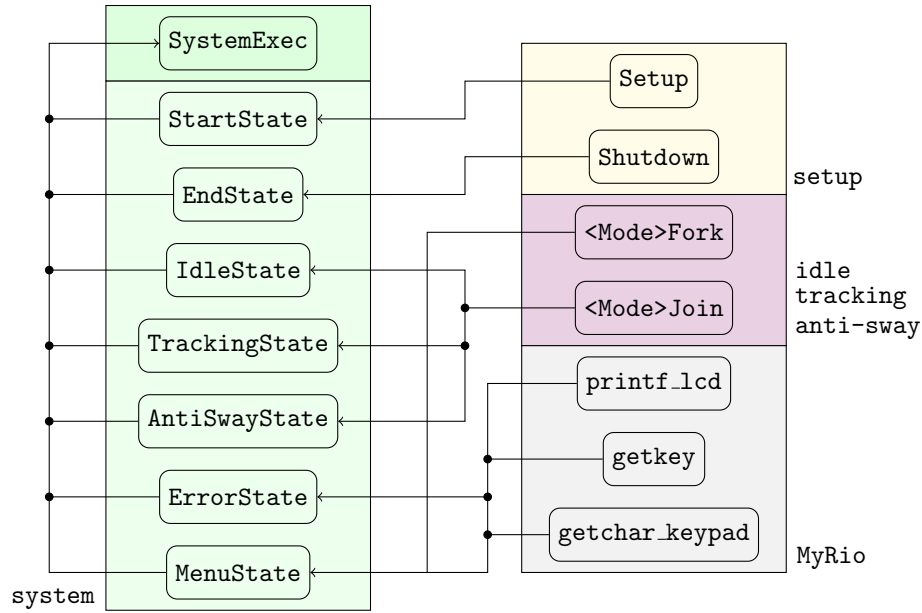 SystemExec
StartState
EndState
IdleState
TrackingState
AntiSwayState
ErrorState
MenuState
system
Setup
Shutdown
setup
<Mode>Fork
<Mode>Join
idle
tracking
anti-sway
printf_lcd
getkey
getchar_keypad
MyRio